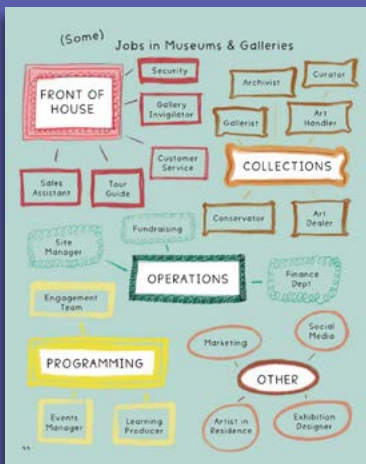 (Some)
Jobs in Museums & Galleries
FRONT OF
HOUSE
Security
Gallery
Invigilator
Customer
Service
Sales
Assistant
Tour
Guide
Archivist
Curator
Gallerist
Art
Handler
COLLECTIONS
Conservator
Art
Dealer
Fundraising
Site
Manager
OPERATIONS
Finance
Dept
Engagement
Team
PROGRAMMING
Events
Manager
Learning
Producer
Marketing
Social
Media
OTHER
Artist in
Residence
Exhibition
Designer